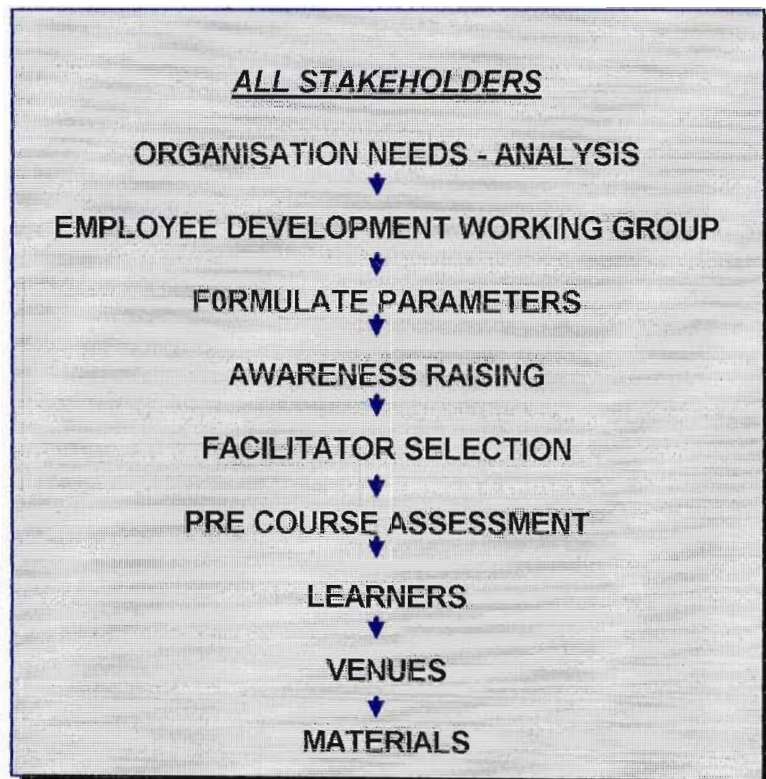 ALL STAKEHOLDERS
ORGANISATION NEEDS - ANALYSIS
EMPLOYEE DEVELOPMENT WORKING GROUP
F0RMULATE PARAMETERS
AWARENESS RAISING
FACILITATOR SELECTION
PRE COURSE ASSESSMENT
LEARNERS
VENUES
MATERIALS